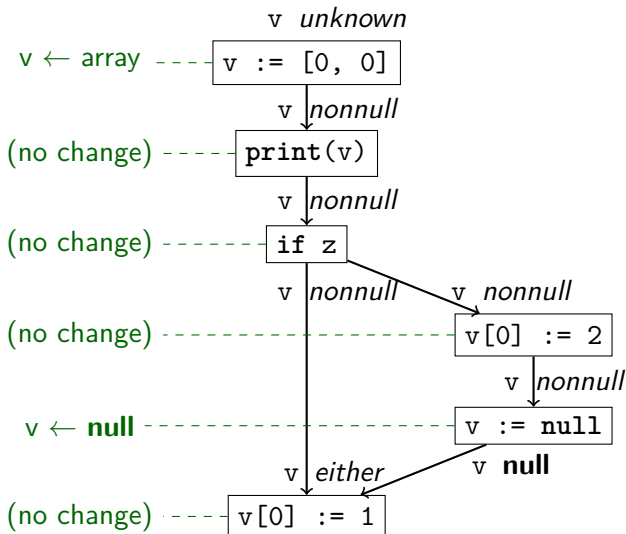 v unknown
v ← array
v := [0, 0]
v nonnull
(no change)
print(v)
v nonnull
(no change)
if z
v nonnull
v nonnull
(no change)
v[0] := 2
v nonnull
v ← null
v := null
v either
v null
(no change)
v[0] := 1